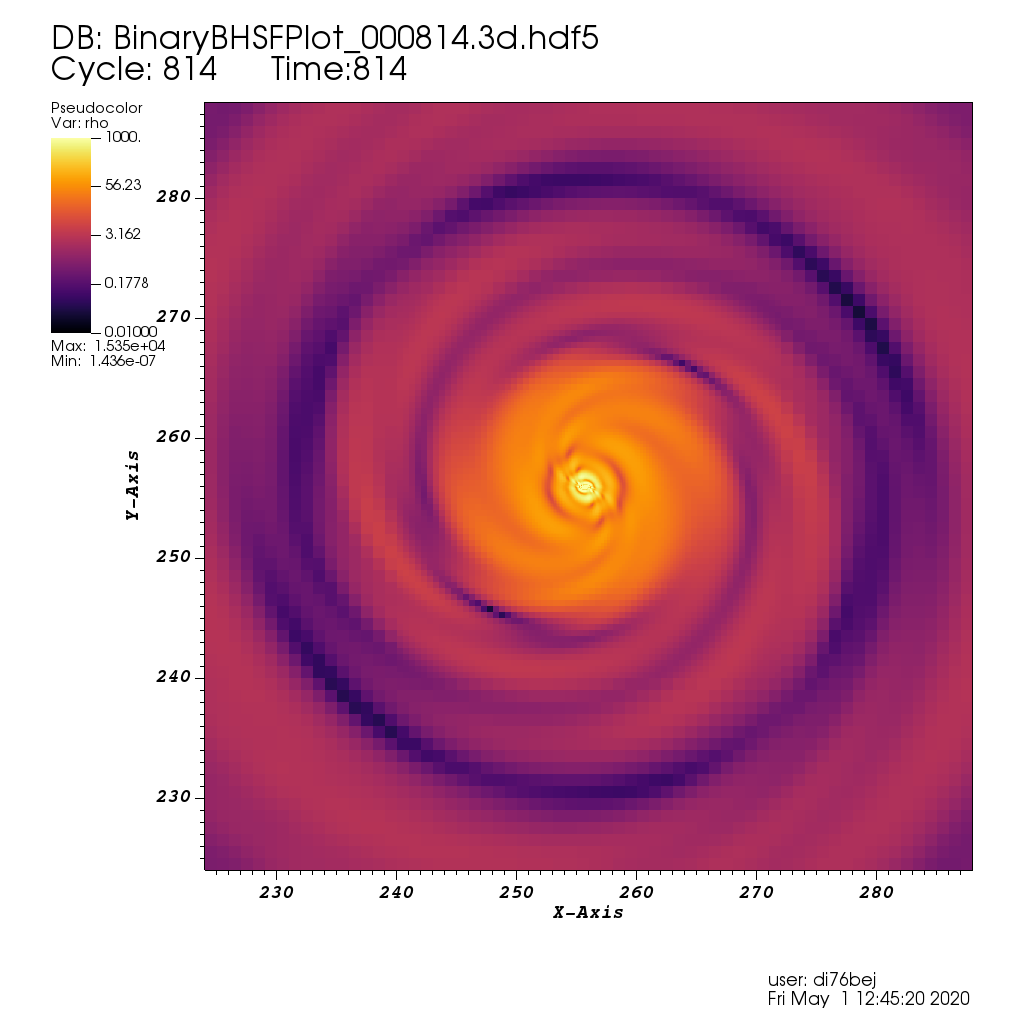 DB: BinaryBHSFPlot_000814.3d.hdf5
Cycle: 814 Time:814
Pseudocolor
Var: rho
1000.
56.23
3.162
0.1778
0.01000
Max: 1.535e+04
Min: 1.436e-07
280
270
260
250
240
230
Y-Axis
230 240 250 260 270 280
X-Axis
user: di76bej
Fri May 1 12:45:20 2020